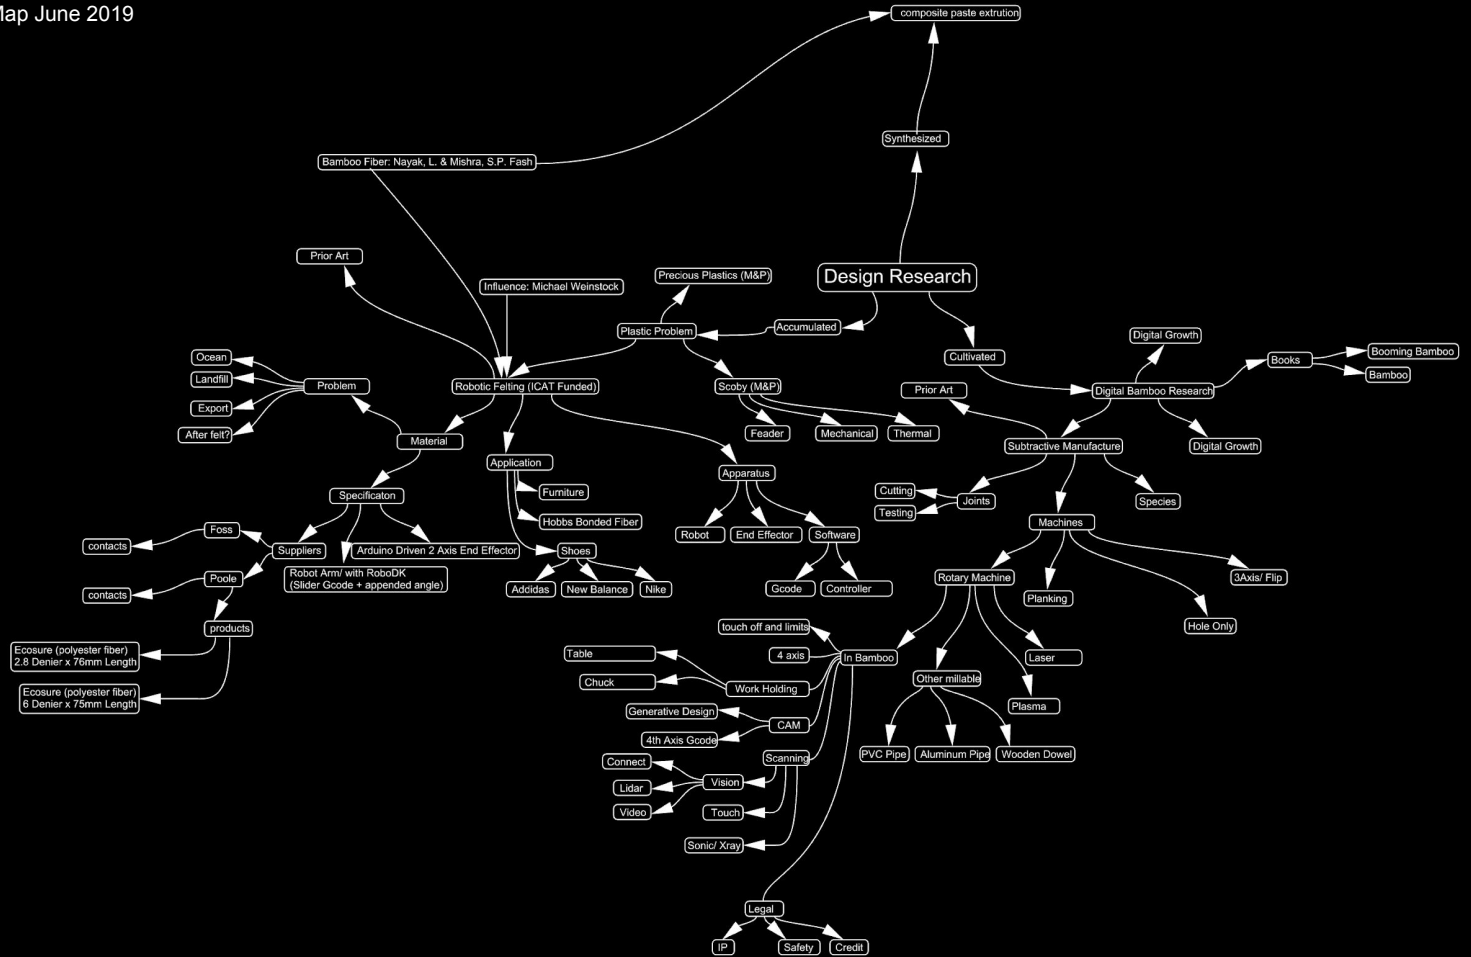 Map June 2019
composite paste extrution
Synthesized
Bamboo Fiber: Nayak, L. & Mishra, S.P. Fash
Prior Art
Influence: Michael Weinstock
Precious Plastics (M&P)
Design Research
Plastic Problem
Accumulated
Cultivated
Digital Growth
Books
Booming Bamboo
Bamboo
Ocean
Landfill
Export
After felt?
Problem
Robotic Felting (ICAT Funded)
Scoby (M&P)
Prior Art
Digital Bamboo Research
Material
Feader
Mechanical
Thermal
Subtractive Manufacture
Digital Growth
Application
Apparatus
Specificaton
Furniture
Cutting
Testing
Joints
Species
Hobbs Bonded Fiber
Machines
Foss
contacts
Suppliers
Arduino Driven 2 Axis End Effector
Shoes
Robot
End Effector
Software
Poole
contacts
Robot Arm/ with RoboDK
(Slider Gcode + appended angle)
Addidas
New Balance
Nike
Gcode
Controller
Rotary Machine
Planking
3Axis/ Flip
Hole Only
products
Ecosure (polyester fiber)
2.8 Denier x 76mm Length
Ecosure (polyester fiber)
6 Denier x 75mm Length
touch off and limits
4 axis
In Bamboo
Laser
Table
Chuck
Work Holding
Other millable
Plasma
Generative Design
CAM
4th Axis Gcode
PVC Pipe
Aluminum Pipe
Wooden Dowel
Scanning
Connect
Lidar
Video
Vision
Touch
Sonic/ Xray
Legal
IP
Safety
Credit